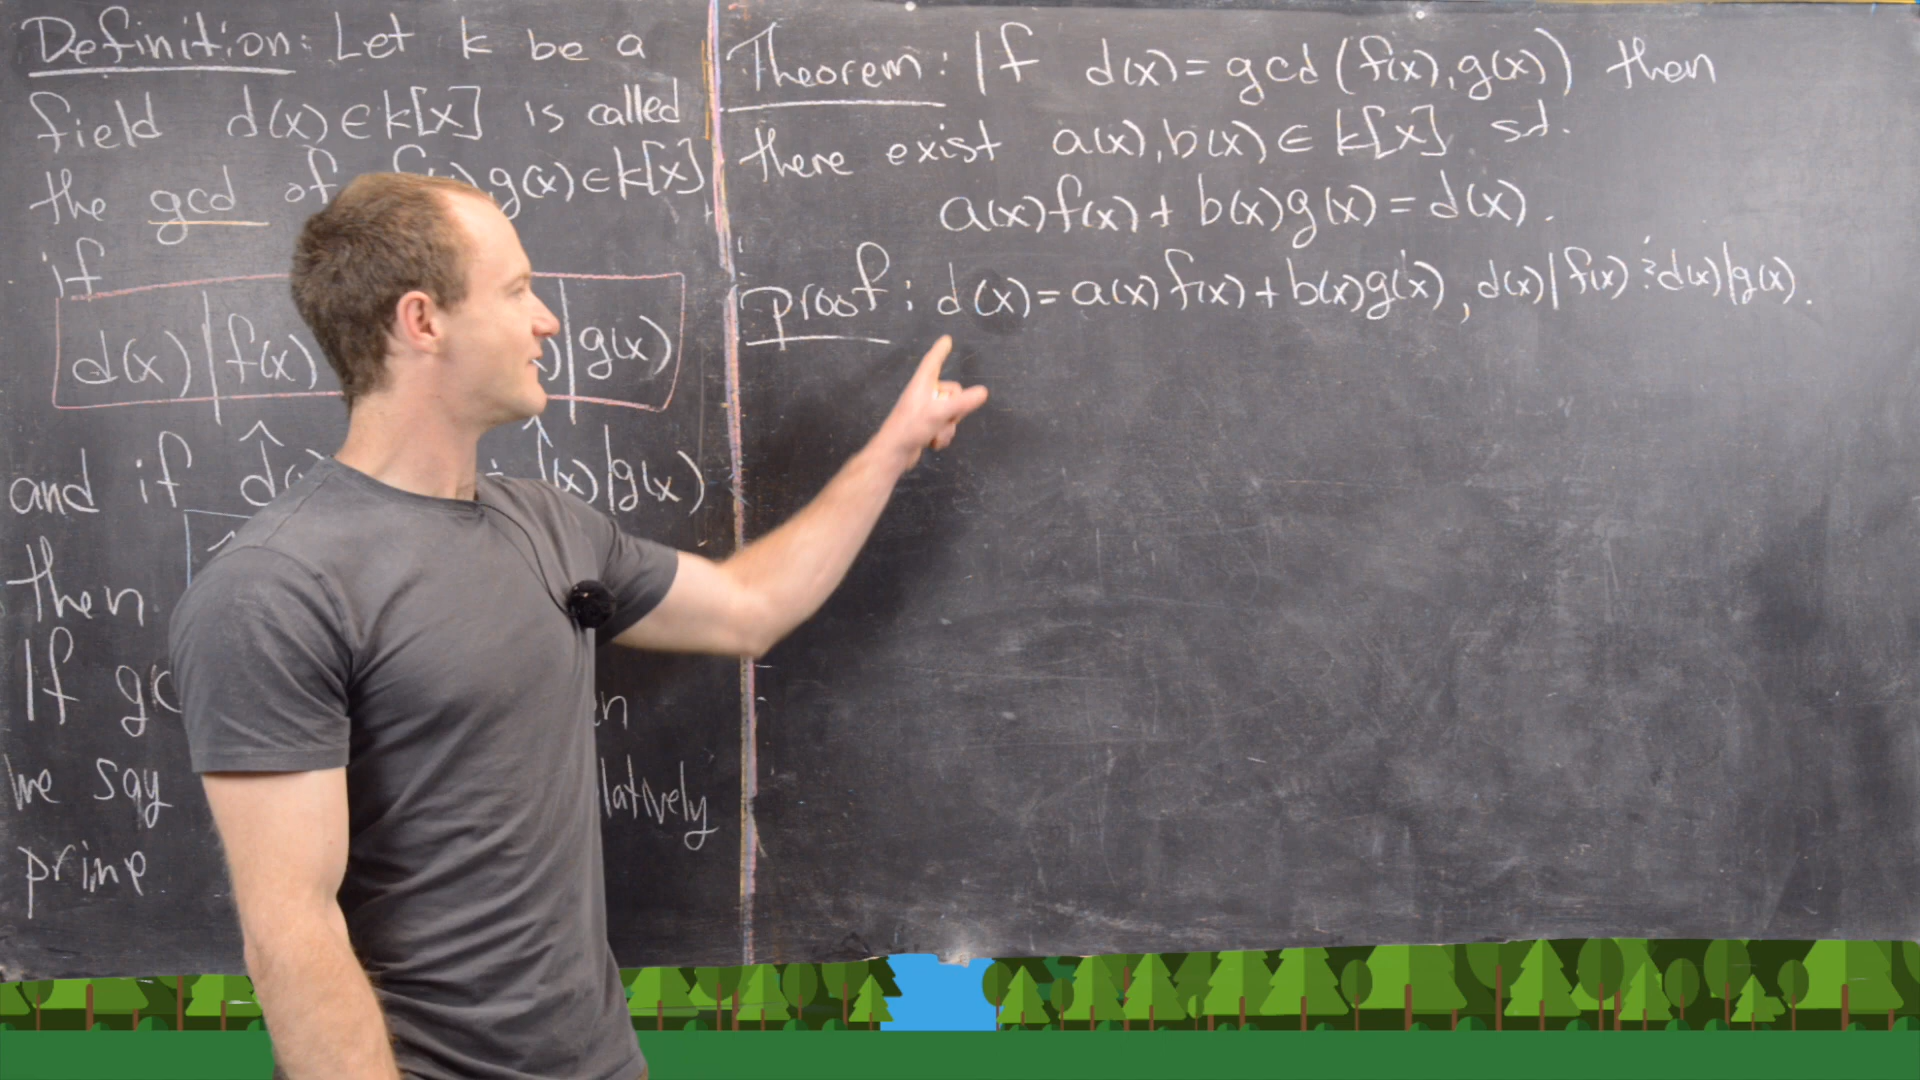 Definition: Let k be a
field d(x) ∈ k[x] is called
the gcd of g(x) ∈ k[x]
if
d(x) | f(x) | g(x)
and if d̂ (x) | g(x)
then
If
we say latively
prime
Theorem: If d(x) = gcd (f(x), g(x)) then
there exist a(x), b(x) ∈ k[x] s.t.
a(x)f(x) + b(x)g(x) = d(x).
proof: d(x) = a(x)f(x) + b(x)g(x), d(x) | f(x) & d(x) | g(x).